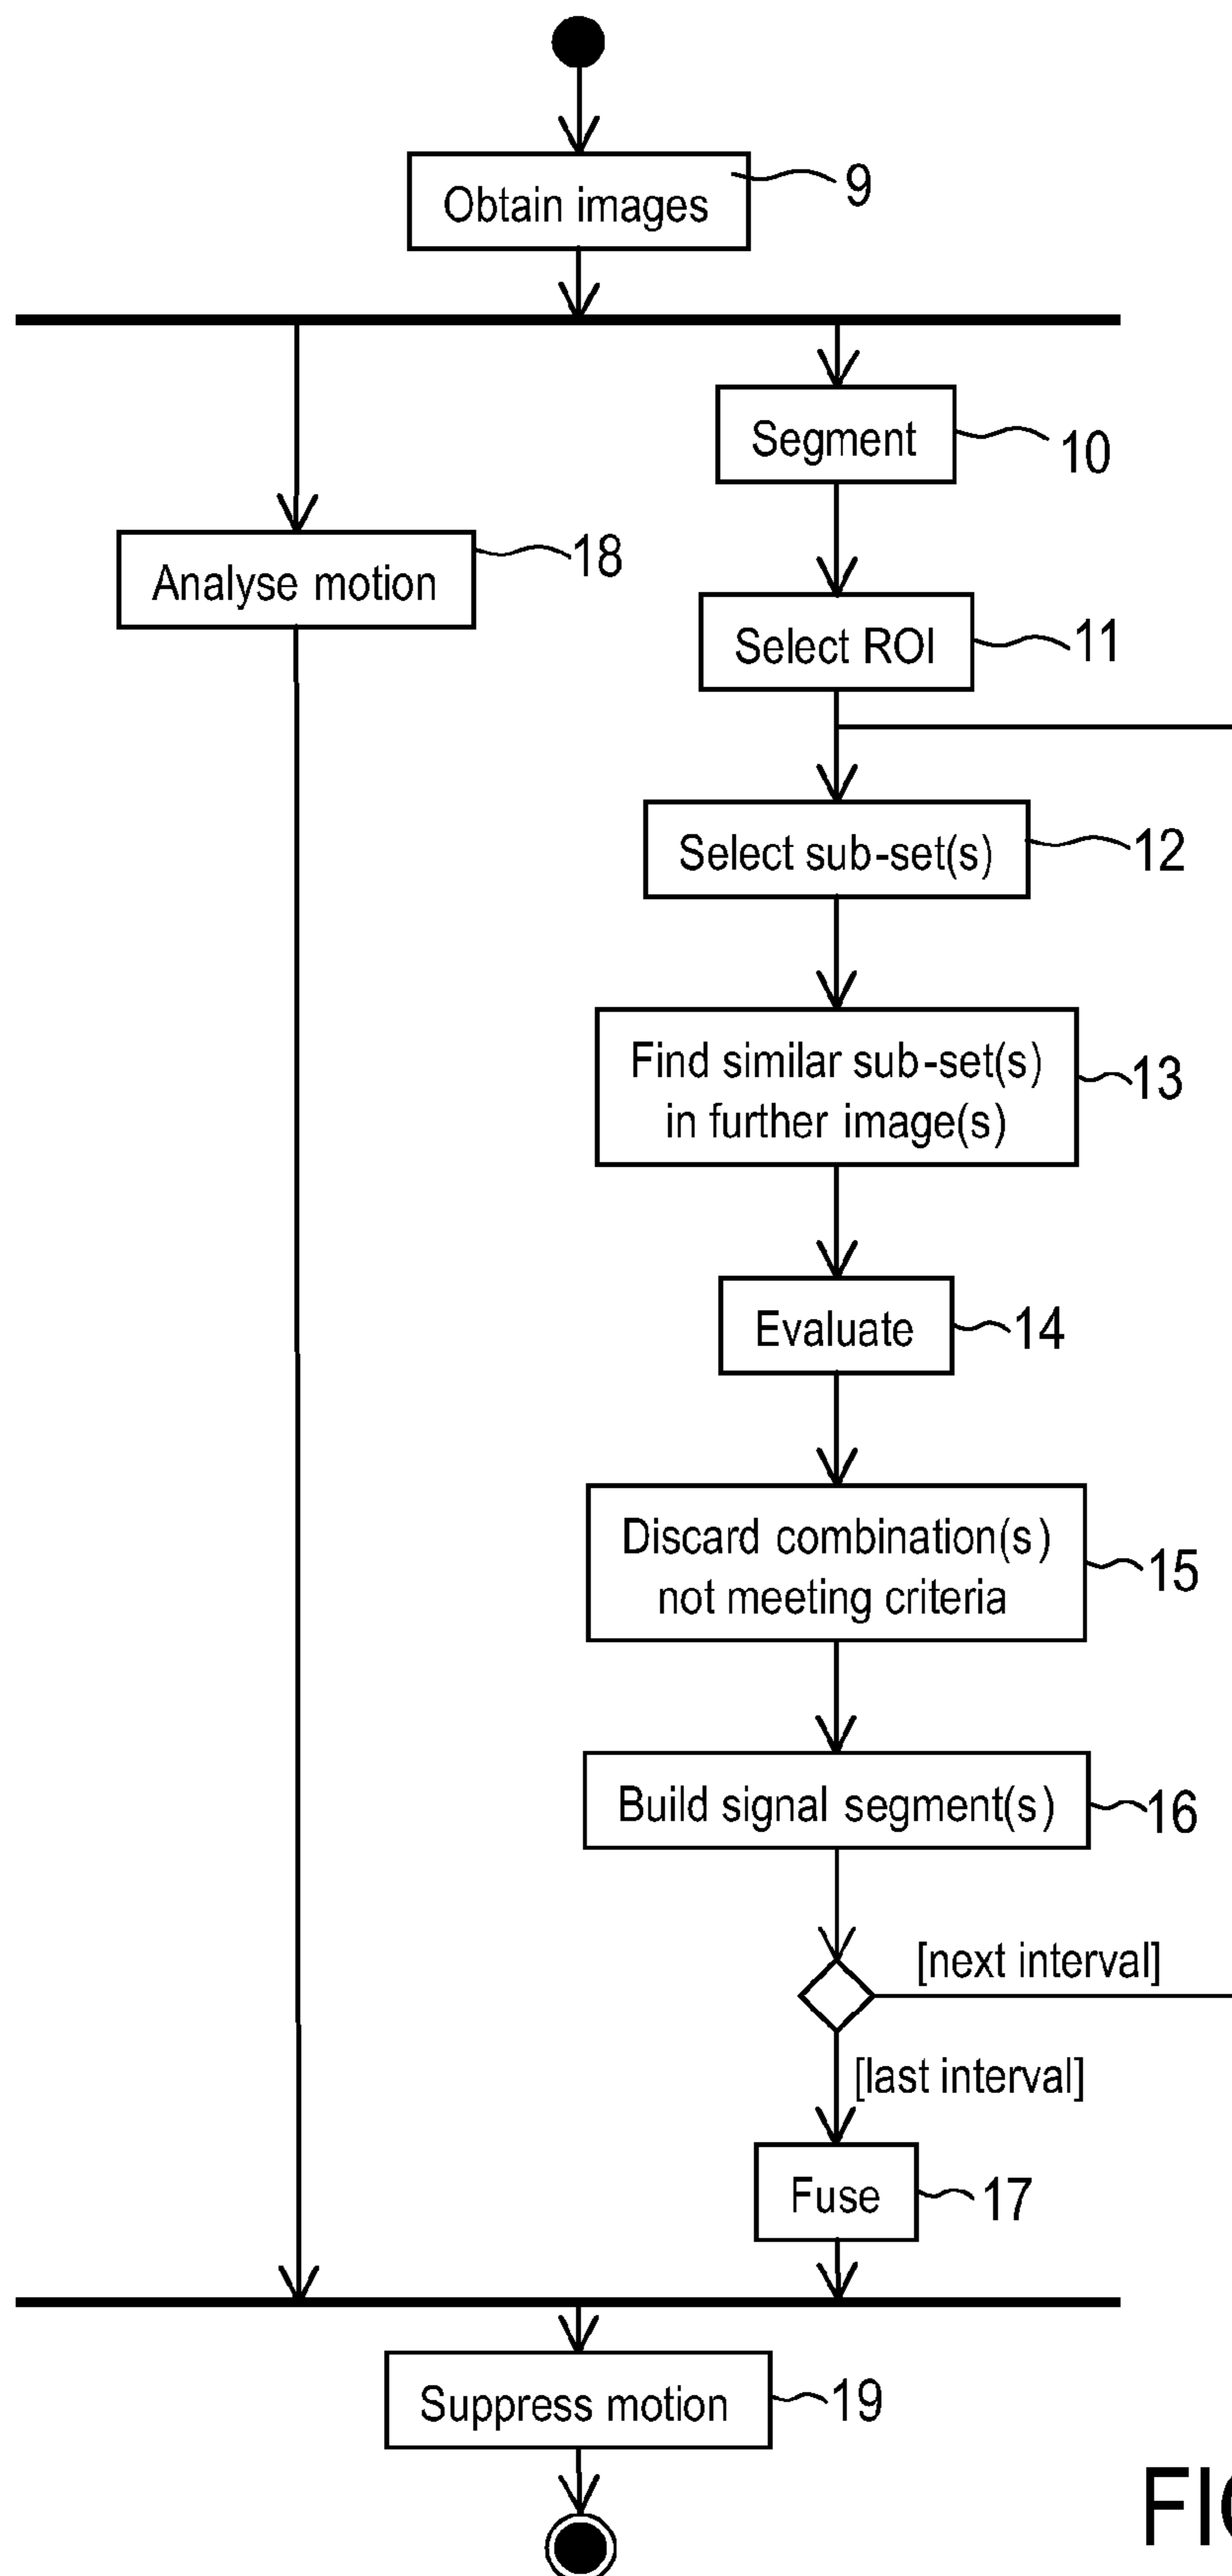 Obtain images
9
Segment
10
Analyse motion
18
Select ROI
11
Select sub-set(s)
12
Find similar sub-set(s)
in further image(s)
13
Evaluate
14
Discard combination(s)
not meeting criteria
15
Build signal segment(s)
16
[next interval]
[last interval]
Fuse
17
Suppress motion
19